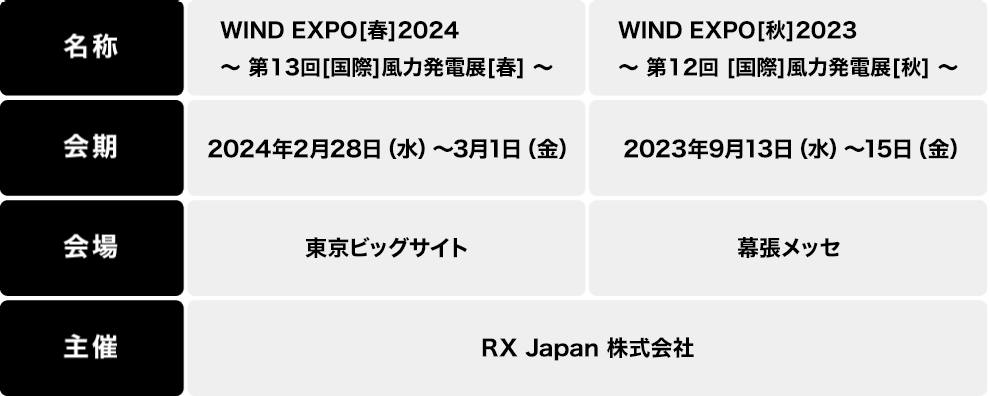 名称
WIND EXPO[春]2024
～ 第13回[国際]風力発電展[春] ～
WIND EXPO[秋]2023
～ 第12回 [国際]風力発電展[秋] ～
会期
2024年2月28日（水）～3月1日（金）
2023年9月13日（水）～15日（金）
会場
東京ビッグサイト
幕張メッセ
主催
RX Japan 株式会社